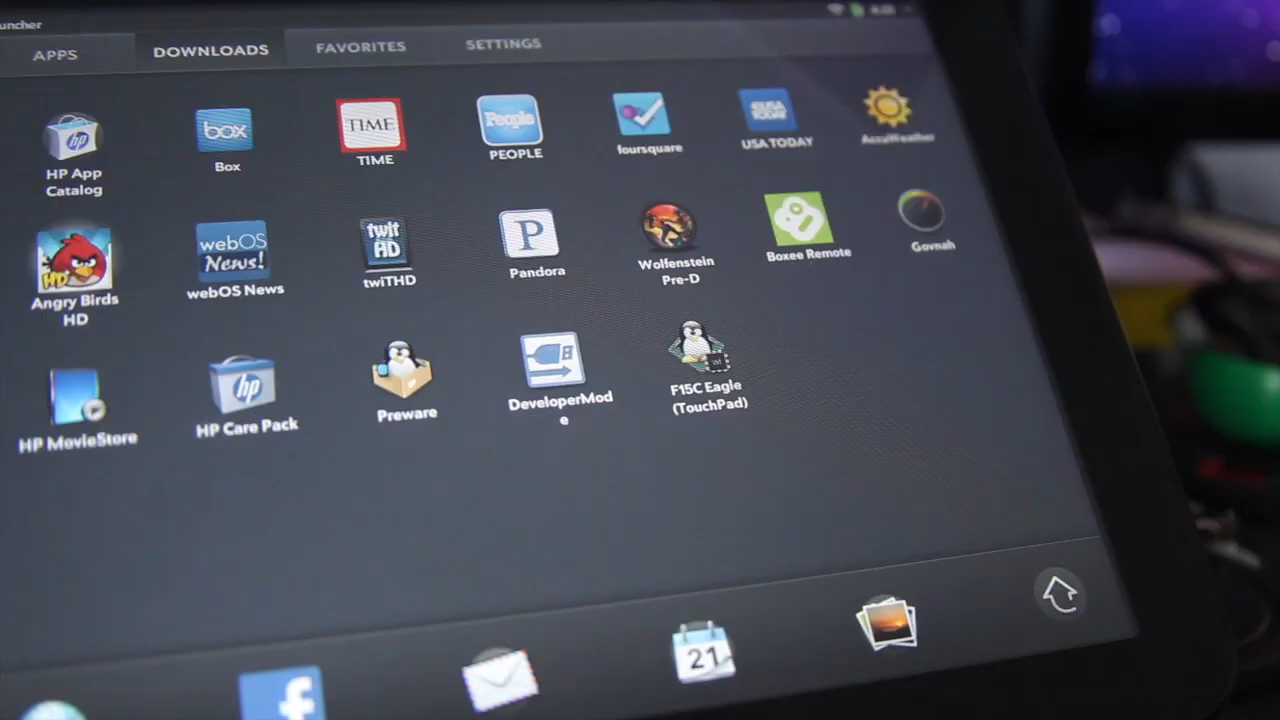 uncher
APPS
DOWNLOADS
FAVORITES
SETTINGS
hp
HP App
Catalog
box
Box
TIME
TIME
People
PEOPLE
foursquare
USA
TODAY
USA TODAY
AccuWeather
HD
Angry Birds
HD
webOS
News!
webOS News
twit
HD
twiTHD
P
Pandora
Wolfenstein
Pre-D
Boxee Remote
Govnah
HP MovieStore
hp
HP Care Pack
Preware
DeveloperMod
e
F15C Eagle
(TouchPad)
f
21